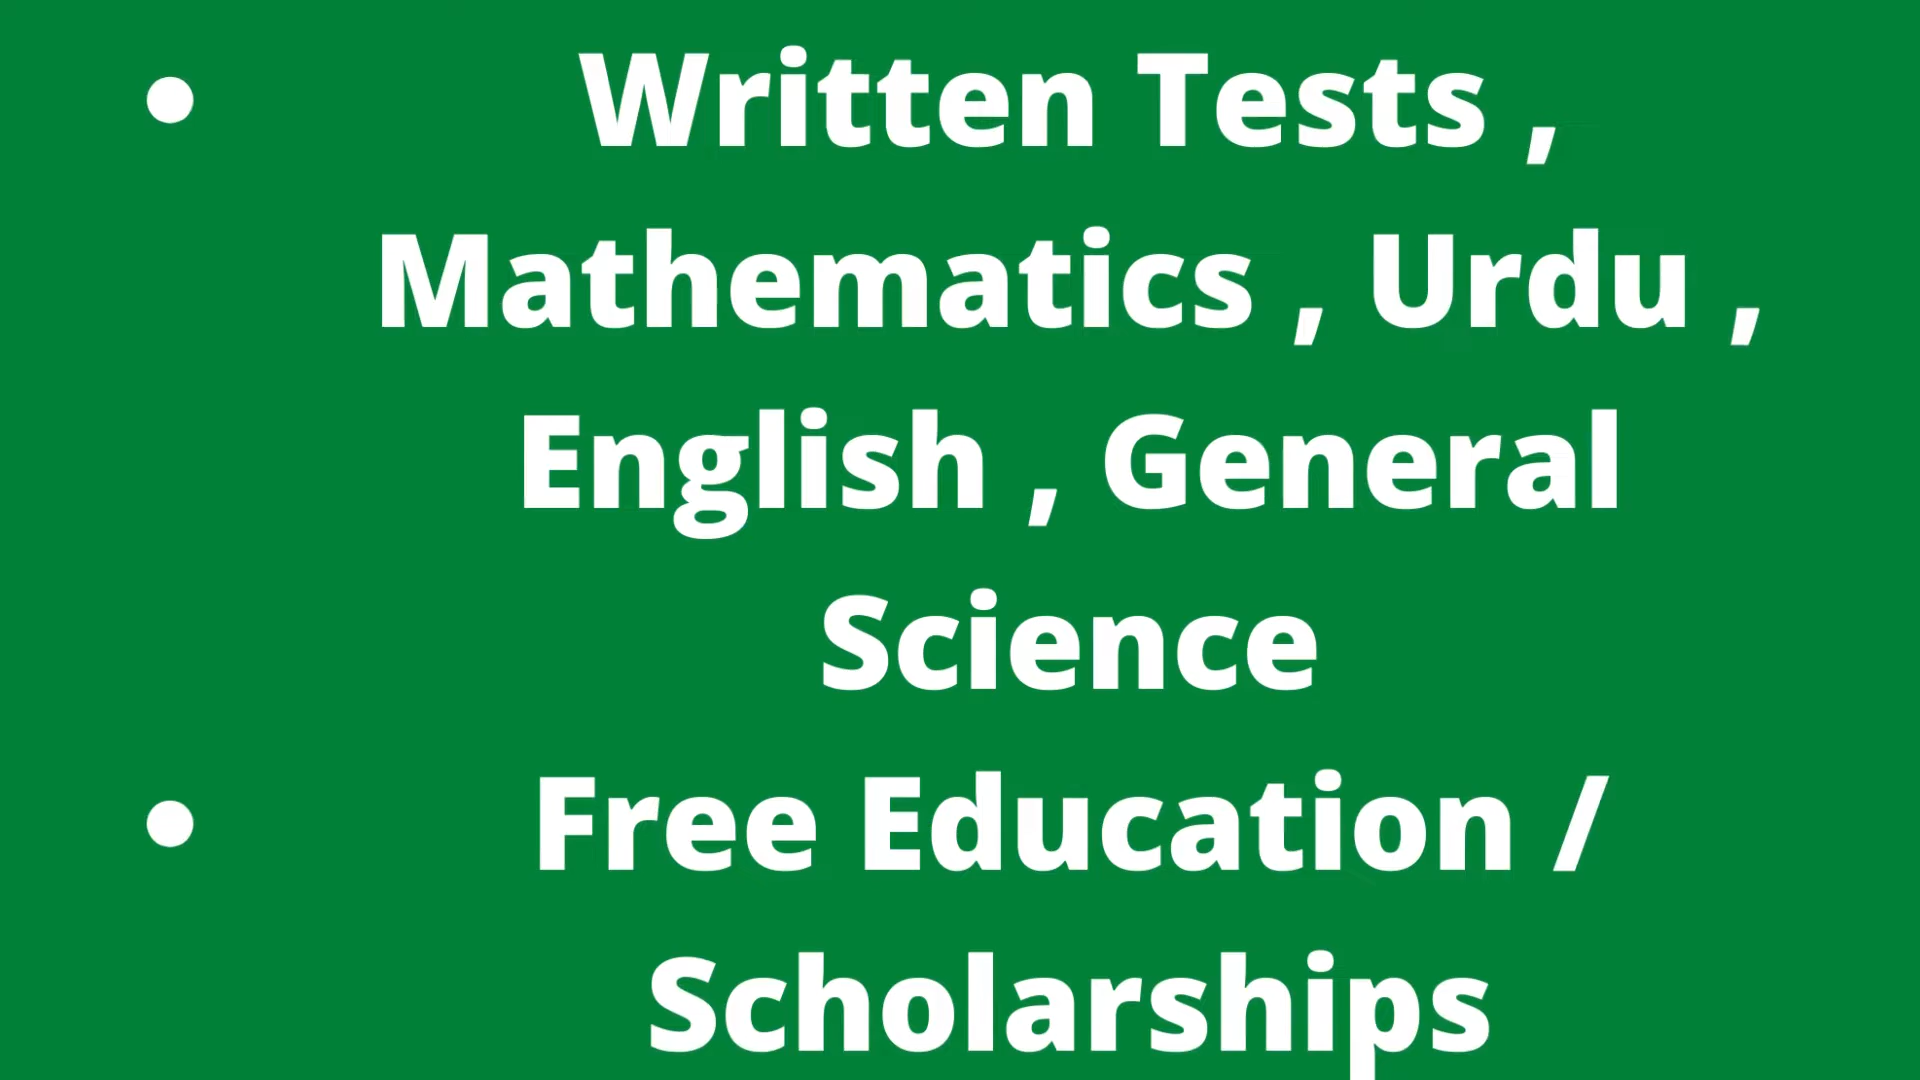 • Written Tests ,
Mathematics , Urdu ,
English , General
Science
• Free Education /
Scholarships